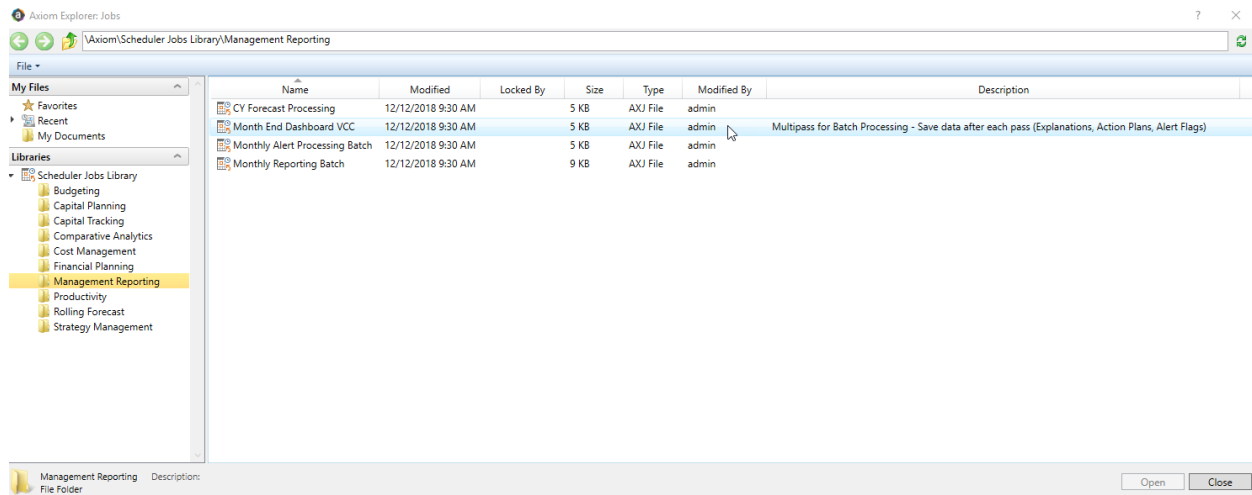 Axiom Explorer: Jobs
\Axiom\Scheduler Jobs Library\Management Reporting
File
My Files
Favorites
Recent
My Documents
Libraries
Scheduler Jobs Library
Budgeting
Capital Planning
Capital Tracking
Comparative Analytics
Cost Management
Financial Planning
Management Reporting
Productivity
Rolling Forecast
Strategy Management
Name Modified Locked By Size Type Modified By Description
CY Forecast Processing 12/12/2018 9:30 AM 5 KB AXJ File admin
Month End Dashboard VCC 12/12/2018 9:30 AM 5 KB AXJ File admin Multipass for Batch Processing - Save data after each pass (Explanations, Action Plans, Alert Flags)
Monthly Alert Processing Batch 12/12/2018 9:30 AM 5 KB AXJ File admin
Monthly Reporting Batch 12/12/2018 9:30 AM 9 KB AXJ File admin
Management Reporting Description:
File Folder
Open Close